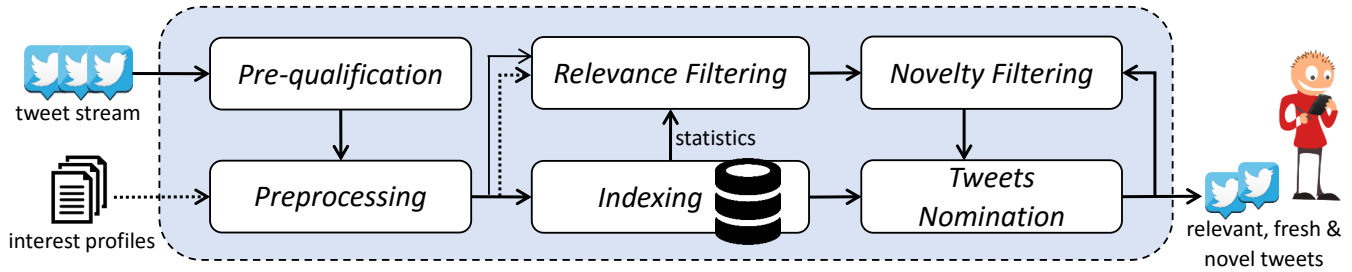 Pre-qualification
Relevance Filtering
Novelty Filtering
tweet stream
statistics
Preprocessing
Indexing
Tweets
Nomination
interest profiles
relevant, fresh &
novel tweets